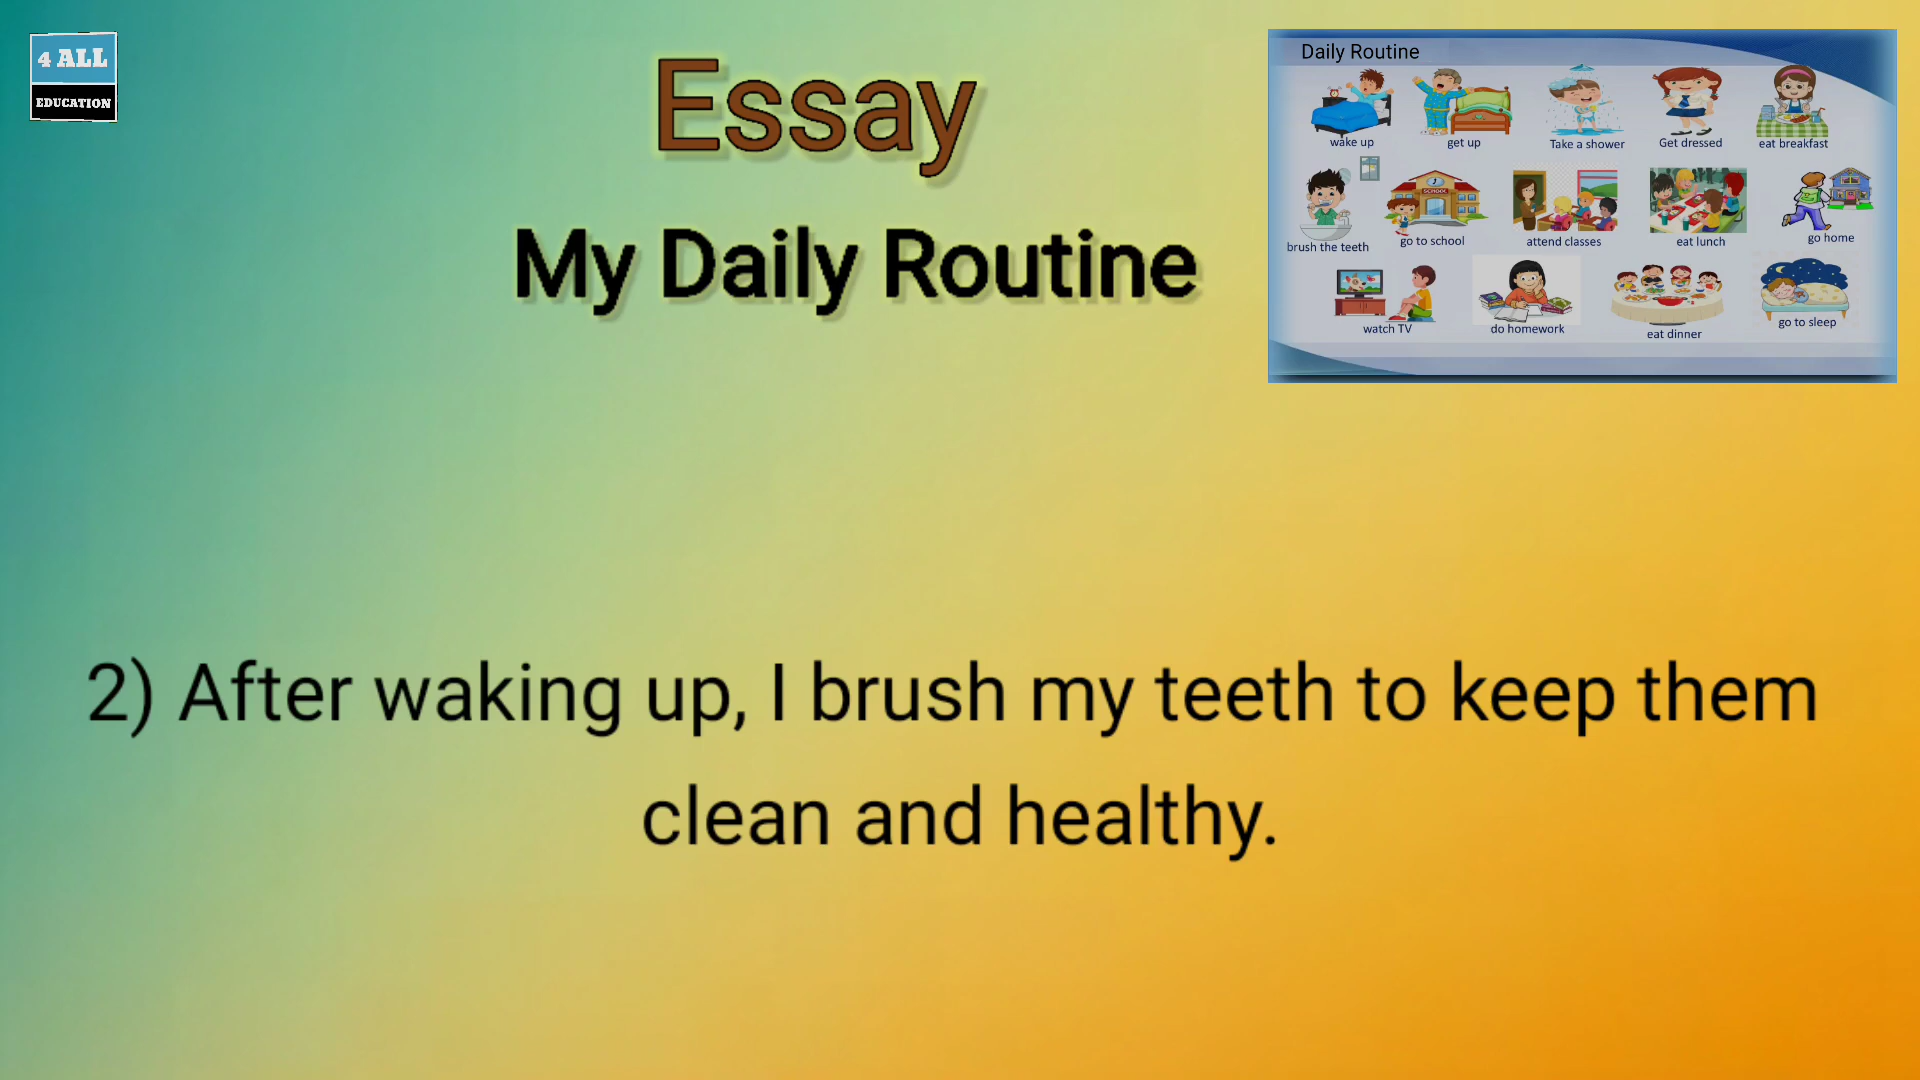 4 ALL
EDUCATION
Essay
My Daily Routine
Daily Routine
wake up
get up
Take a shower
Get dressed
eat breakfast
brush the teeth
go to school
attend classes
eat lunch
go home
watch TV
do homework
eat dinner
go to sleep
SCHOOL
2) After waking up, I brush my teeth to keep them
clean and healthy.